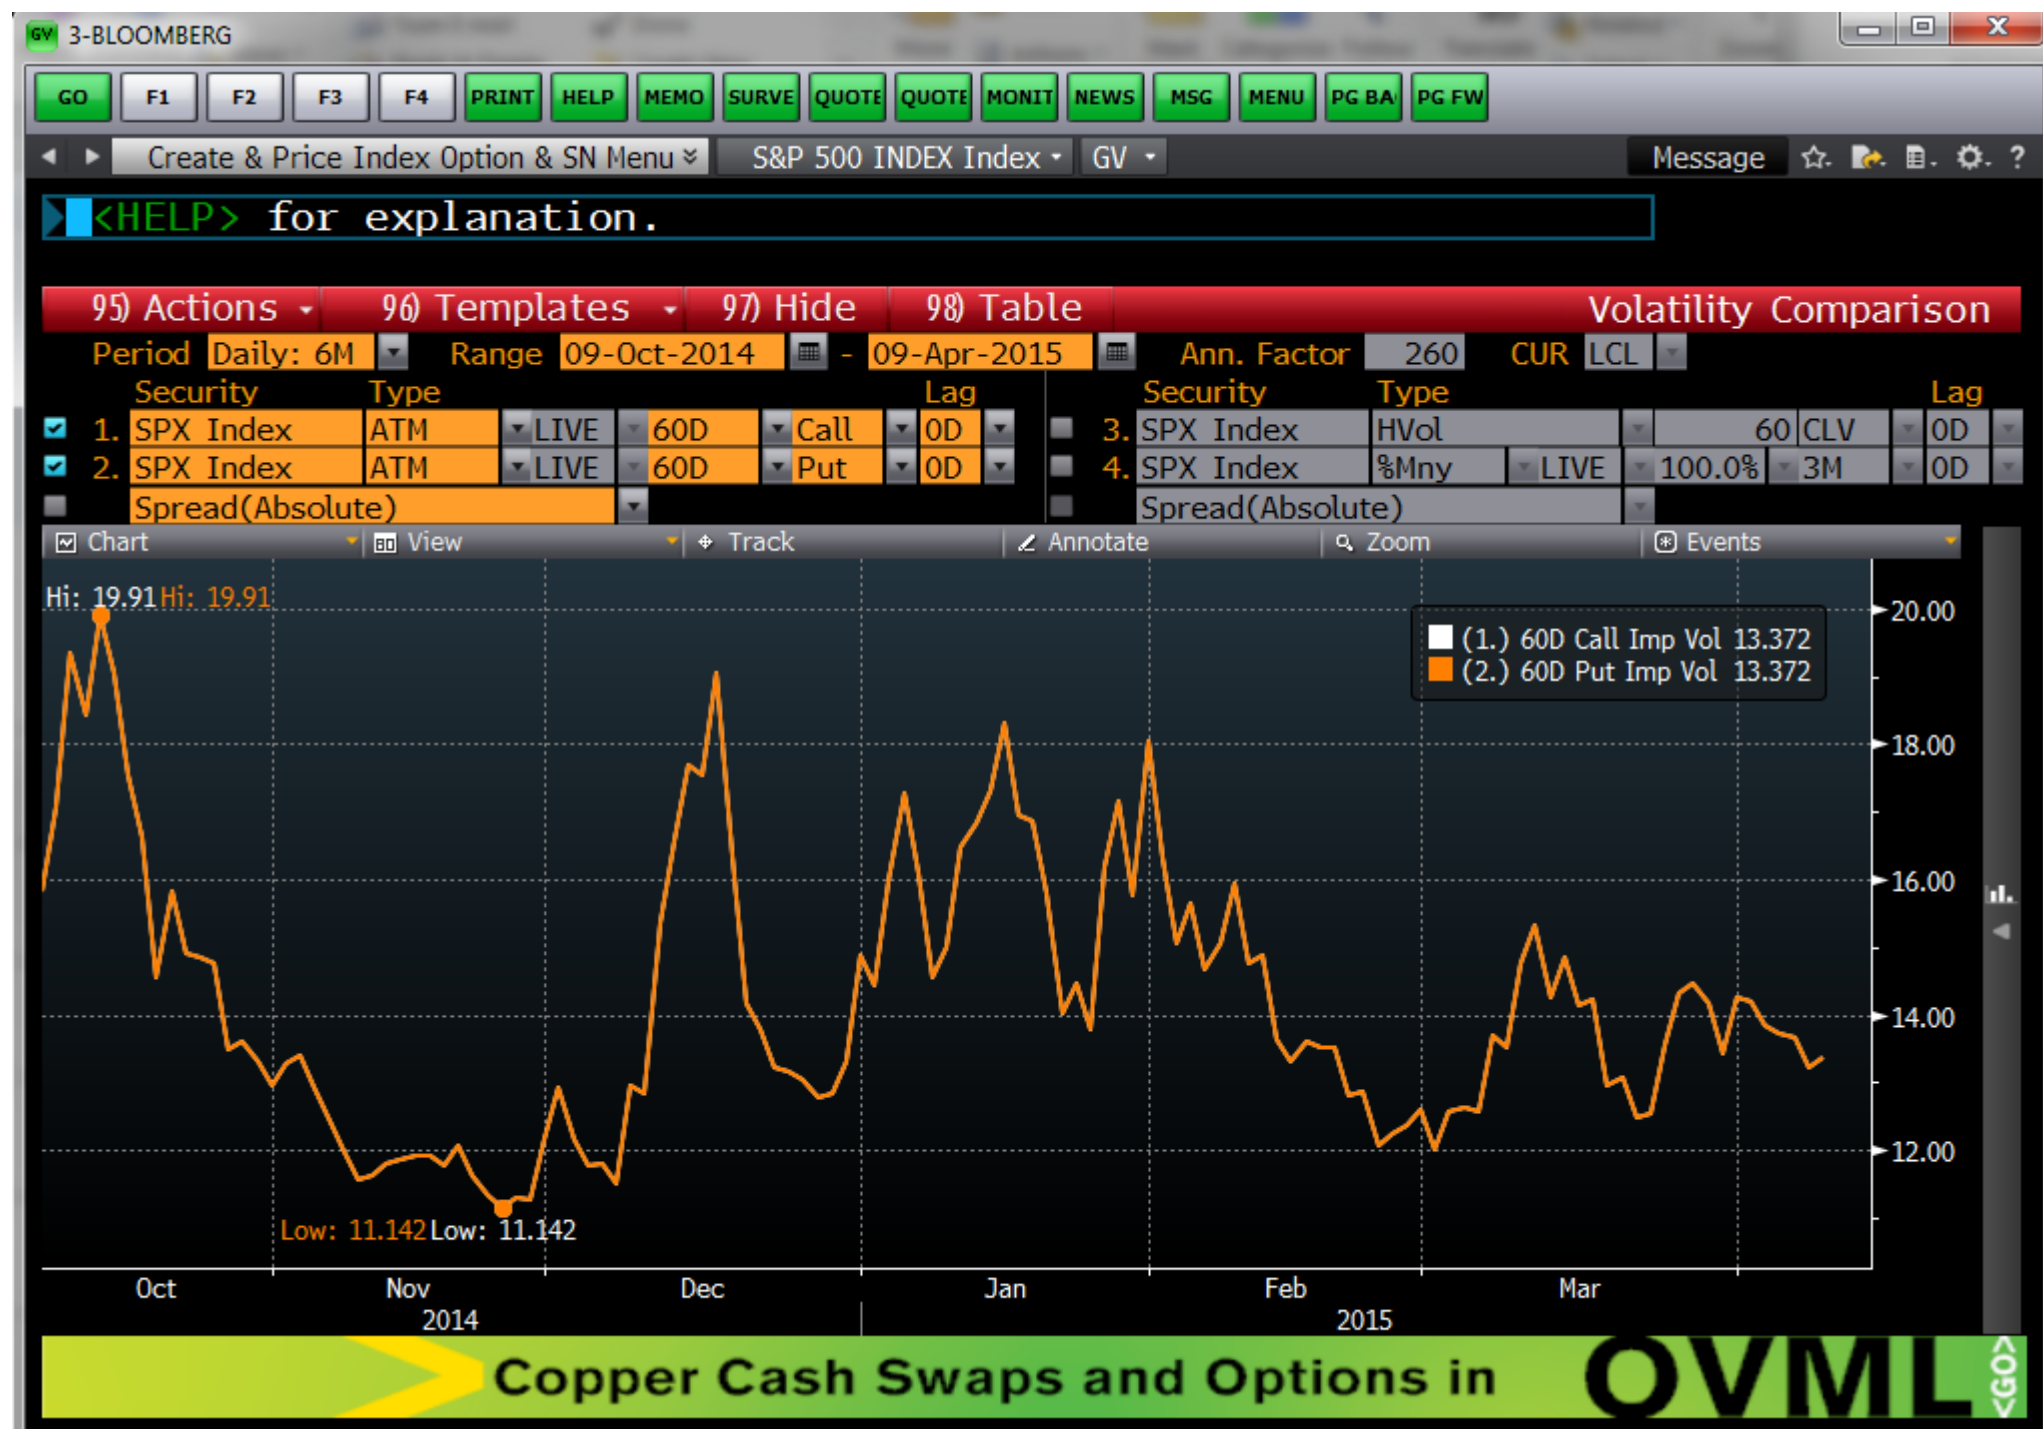 GV 3-BLOOMBERG
GO F1 F2 F3 F4 PRINT HELP MEMO SURVE QUOTE QUOTE MONIT NEWS MSG MENU PG BA PG FW
Create & Price Index Option & SN Menu S&P 500 INDEX Index GV Message ?
<HELP> for explanation.
95) Actions 96) Templates 97) Hide 98) Table Volatility Comparison
Period Daily: 6M Range 09-Oct-2014 - 09-Apr-2015 Ann. Factor 260 CUR LCL
Security Type Lag Security Type Lag
1. SPX Index ATM LIVE 60D Call 0D 3. SPX Index HVol 60 CLV 0D
2. SPX Index ATM LIVE 60D Put 0D 4. SPX Index %Mny LIVE 100.0% 3M 0D
Spread(Absolute) Spread(Absolute)
Chart View Track Annotate Zoom Events
Hi: 19.91 Hi: 19.91
20.00
(1.) 60D Call Imp Vol 13.372
(2.) 60D Put Imp Vol 13.372
18.00
16.00
14.00
12.00
Low: 11.142 Low: 11.142
Oct Nov Dec Jan Feb Mar
2014 2015
Copper Cash Swaps and Options in OVML <GO>